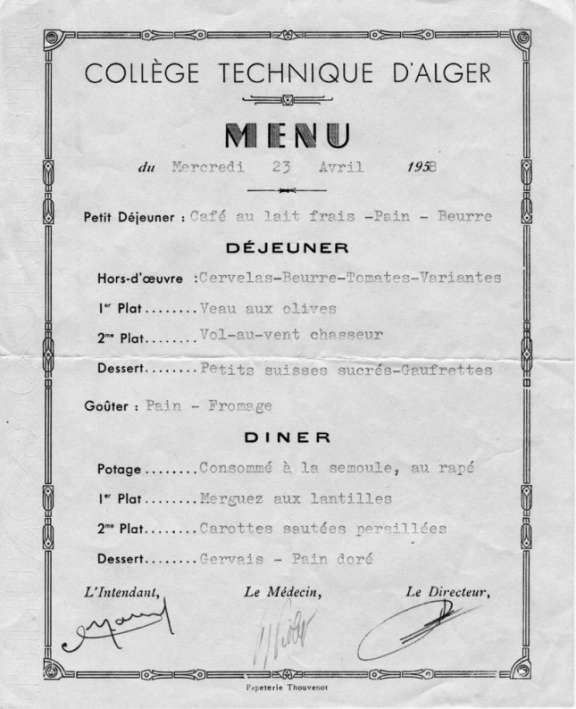 COLLÈGE TECHNIQUE D'ALGER
MENU
du Mercredi 23 Avril 1958
Petit Déjeuner : Café au lait frais -Pain - Beurre
DÉJEUNER
Hors-d'œuvre :Cervelas-Beurre-Tomates-Variantes
1er Plat........Veau aux olives
2me Plat........Vol-au-vent chasseur
Dessert........Petits suisses sucrés-Gaufrettes
Goûter : Pain - Fromage
DINER
Potage........Consommé à la semoule, au rapé
1er Plat........Merguez aux lantilles
2me Plat........Carottes sautées persillées
Dessert........Gervais - Pain doré
L'Intendant, Le Médecin, Le Directeur,
Papeterie Thouvenot